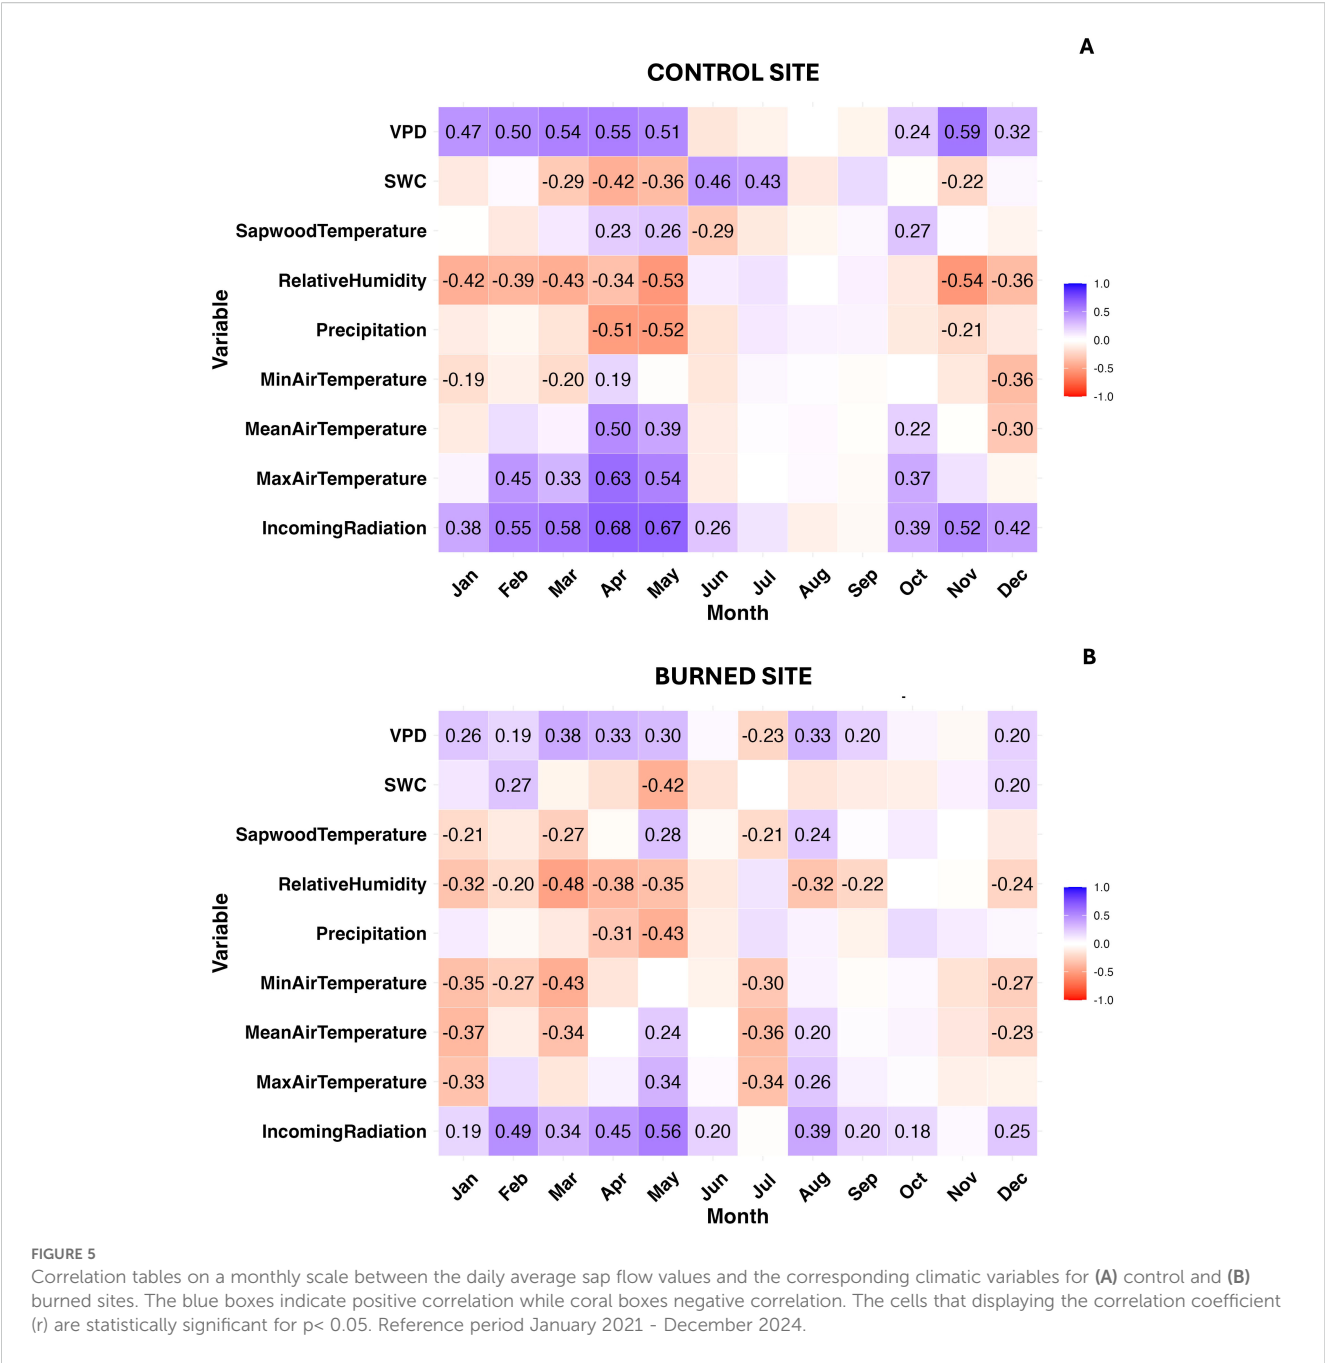 A
CONTROL SITE
VPD 0.47 0.50 0.54 0.55 0.51 0.24 0.59 0.32
SWC -0.29 -0.42 -0.36 0.46 0.43 -0.22
SapwoodTemperature 0.23 0.26 -0.29 0.27
RelativeHumidity -0.42 -0.39 -0.43 -0.34 -0.53 -0.54 -0.36
Precipitation -0.51 -0.52 -0.21
MinAirTemperature -0.19 -0.20 0.19 -0.36
MeanAirTemperature 0.50 0.39 0.22 -0.30
MaxAirTemperature 0.45 0.33 0.63 0.54 0.37
IncomingRadiation 0.38 0.55 0.58 0.68 0.67 0.26 0.39 0.52 0.42
Variable
Jan Feb Mar Apr May Jun Jul Aug Sep Oct Nov Dec
Month
1.0
0.5
0.0
-0.5
-1.0
B
BURNED SITE
-
VPD 0.26 0.19 0.38 0.33 0.30 -0.23 0.33 0.20 0.20
SWC 0.27 -0.42 0.20
SapwoodTemperature -0.21 -0.27 0.28 -0.21 0.24
RelativeHumidity -0.32 -0.20 -0.48 -0.38 -0.35 -0.32 -0.22 -0.24
Precipitation -0.31 -0.43
MinAirTemperature -0.35 -0.27 -0.43 -0.30 -0.27
MeanAirTemperature -0.37 -0.34 0.24 -0.36 0.20 -0.23
MaxAirTemperature -0.33 0.34 -0.34 0.26
IncomingRadiation 0.19 0.49 0.34 0.45 0.56 0.20 0.39 0.20 0.18 0.25
Variable
Jan Feb Mar Apr May Jun Jul Aug Sep Oct Nov Dec
Month
1.0
0.5
0.0
-0.5
-1.0
FIGURE 5
Correlation tables on a monthly scale between the daily average sap flow values and the corresponding climatic variables for (A) control and (B)
burned sites. The blue boxes indicate positive correlation while coral boxes negative correlation. The cells that displaying the correlation coefficient
(r) are statistically significant for p< 0.05. Reference period January 2021 - December 2024.